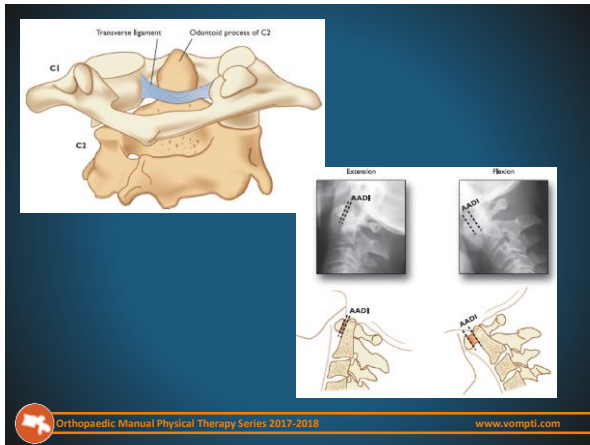 Transverse ligament
Odontoid process of C2
C1
C2
Extension
Flexion
AADI
AADI
AADI
AADI
Orthopaedic Manual Physical Therapy Series 2017-2018
www.vompti.com